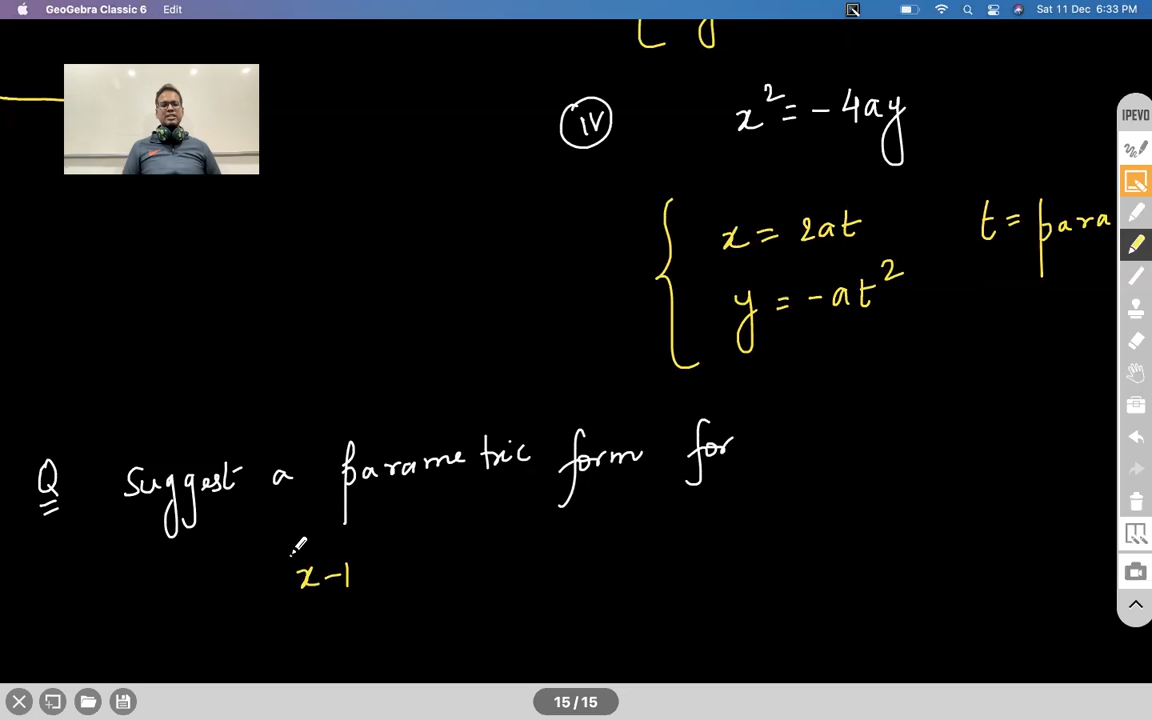 GeoGebra Classic 6 Edit
Sat 11 Dec 6:33 PM
IPEVO
(iv) x² = -4ay
x = 2at t = para
y = -at²
Q Suggest a parametric form for
x-1
15/15